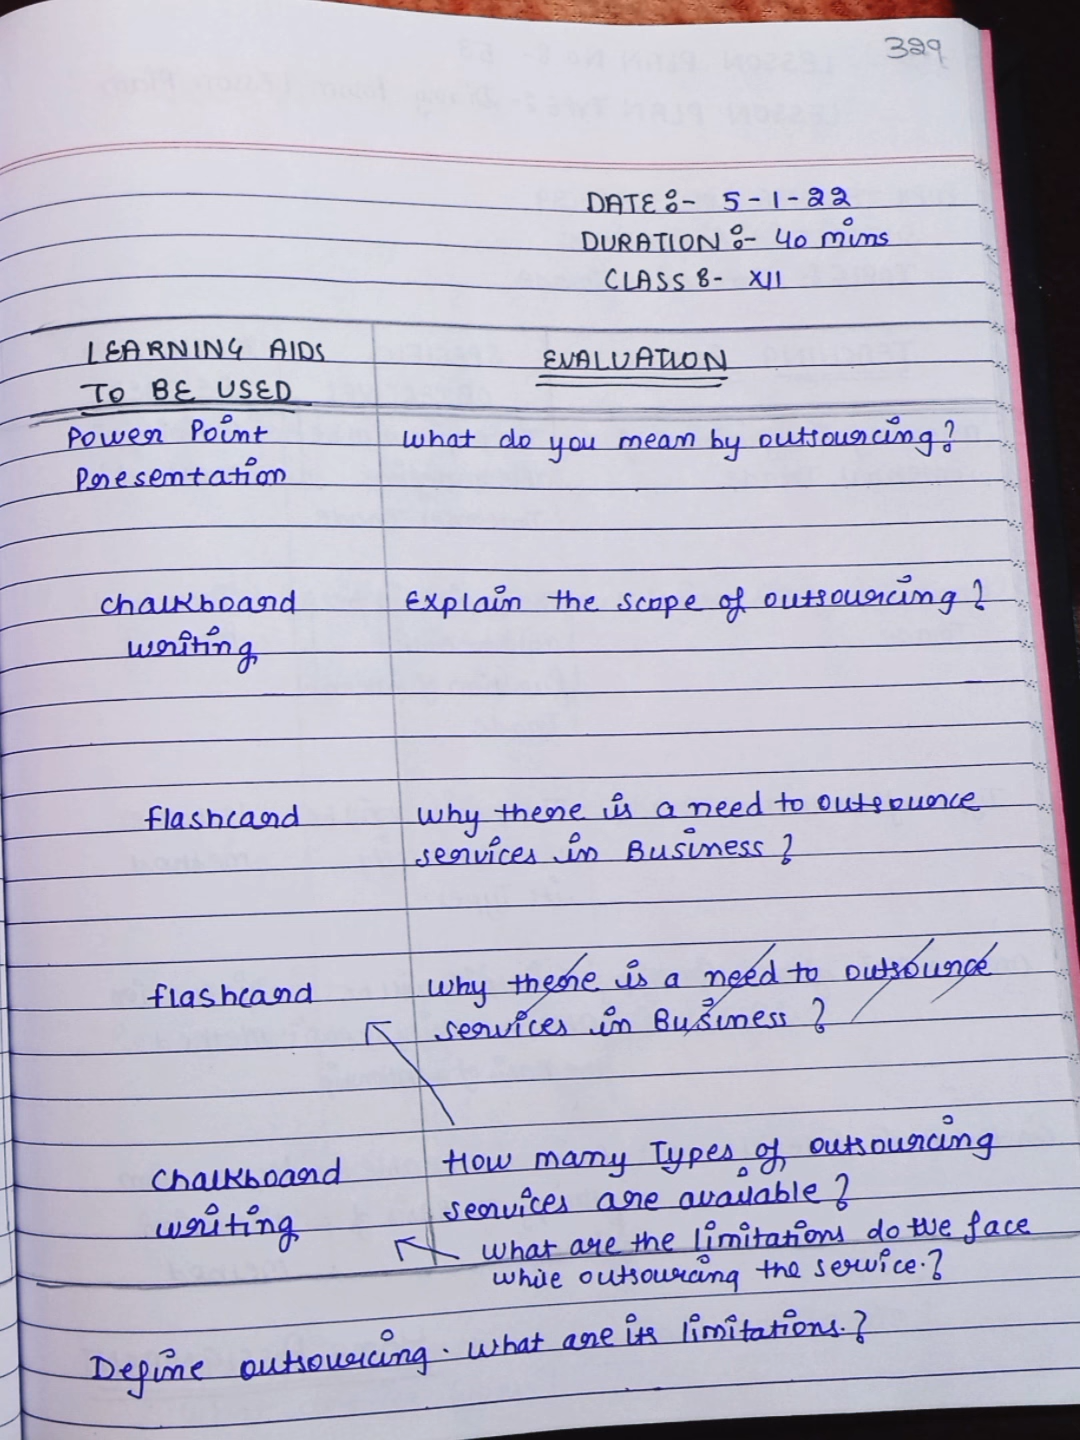 329
DATE :- 5-1-22
DURATION :- 40 mins
CLASS :- XII
LEARNING AIDS
TO BE USED
EVALUATION
Power Point
Presentation
what do you mean by outsourcing?
chalkboard
writing
Explain the scope of outsourcing?
flashcard
why there is a need to outsource
services in Business?
flashcard
why there is a need to outsource
services in Business?
Chalkboard
writing
How many Types of outsourcing
services are available?
what are the limitations do we face
while outsourcing the service.?
Define outsourcing. what are its limitations.?